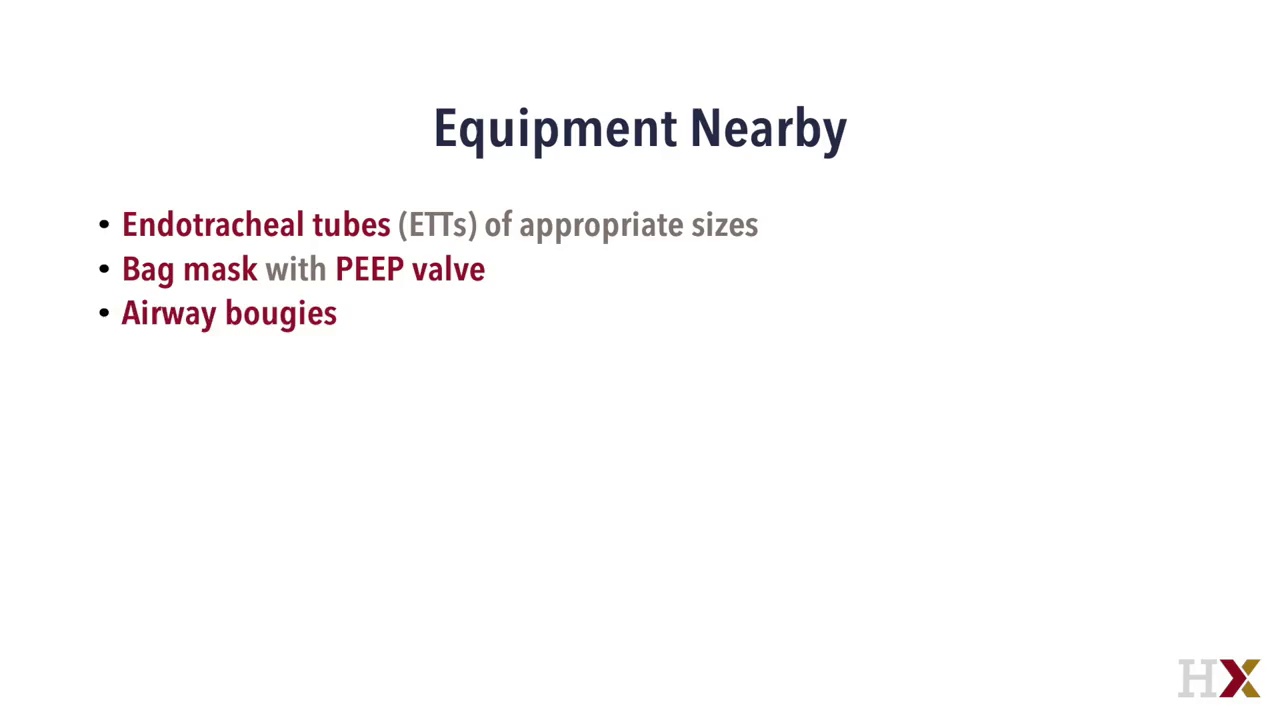 Equipment Nearby
• Endotracheal tubes (ETTs) of appropriate sizes
• Bag mask with PEEP valve
• Airway bougies
HX